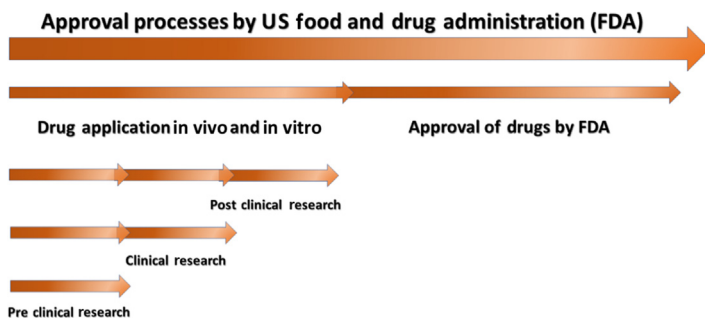 Approval processes by US food and drug administration (FDA)
Drug application in vivo and in vitro
Approval of drugs by FDA
Post clinical research
Clinical research
Pre clinical research